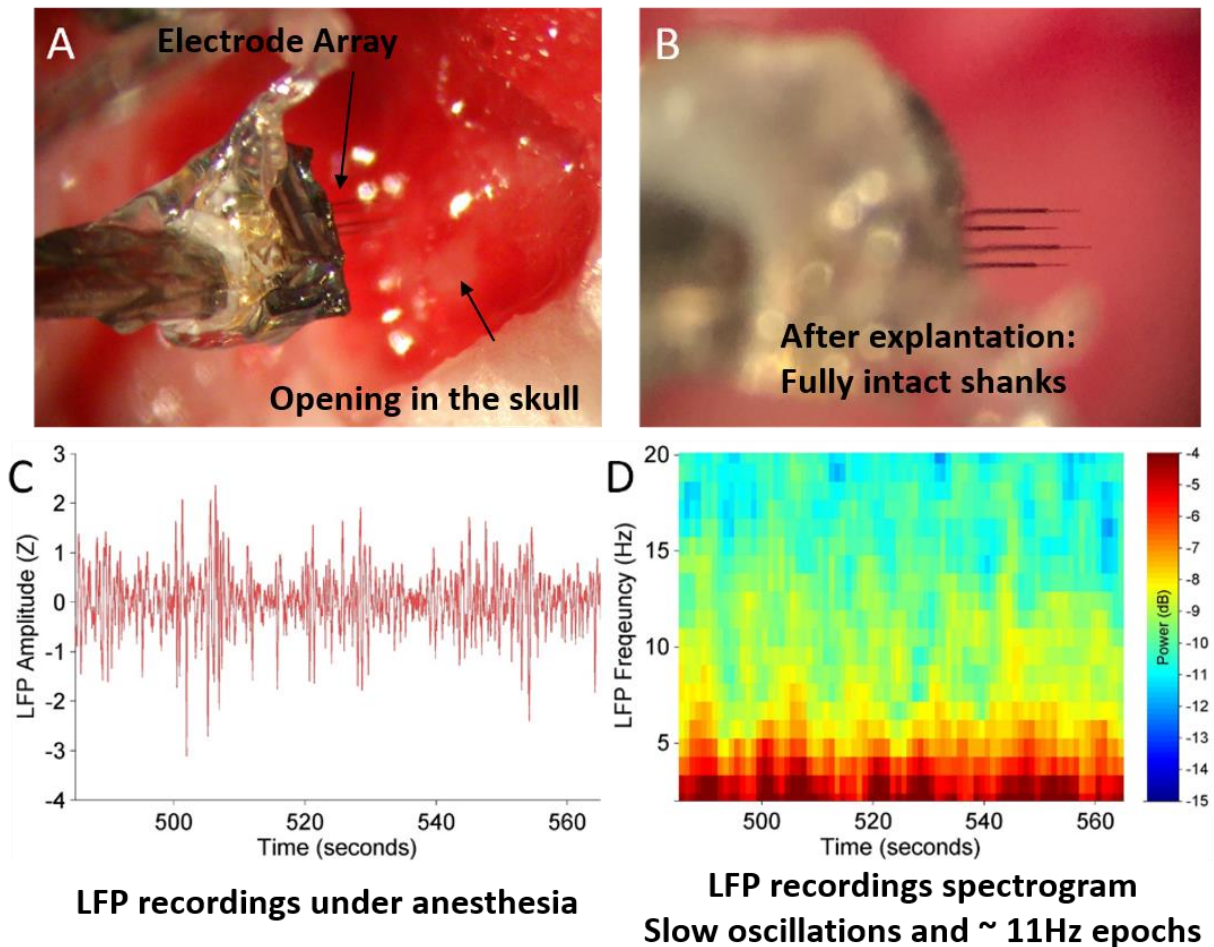 A
Electrode Array
Opening in the skull
B
After explantation:
Fully intact shanks
C
3
2
1
0
-1
-2
-3
-4
LFP Amplitude (Z)
500
520
540
560
Time (seconds)
LFP recordings under anesthesia
D
20
15
10
5
LFP Freqeuncy (Hz)
500
520
540
560
Time (seconds)
-4
-5
-6
-7
-8
-9
-10
-11
-12
-13
-14
-15
Power (dB)
LFP recordings spectrogram
Slow oscillations and ~ 11Hz epochs